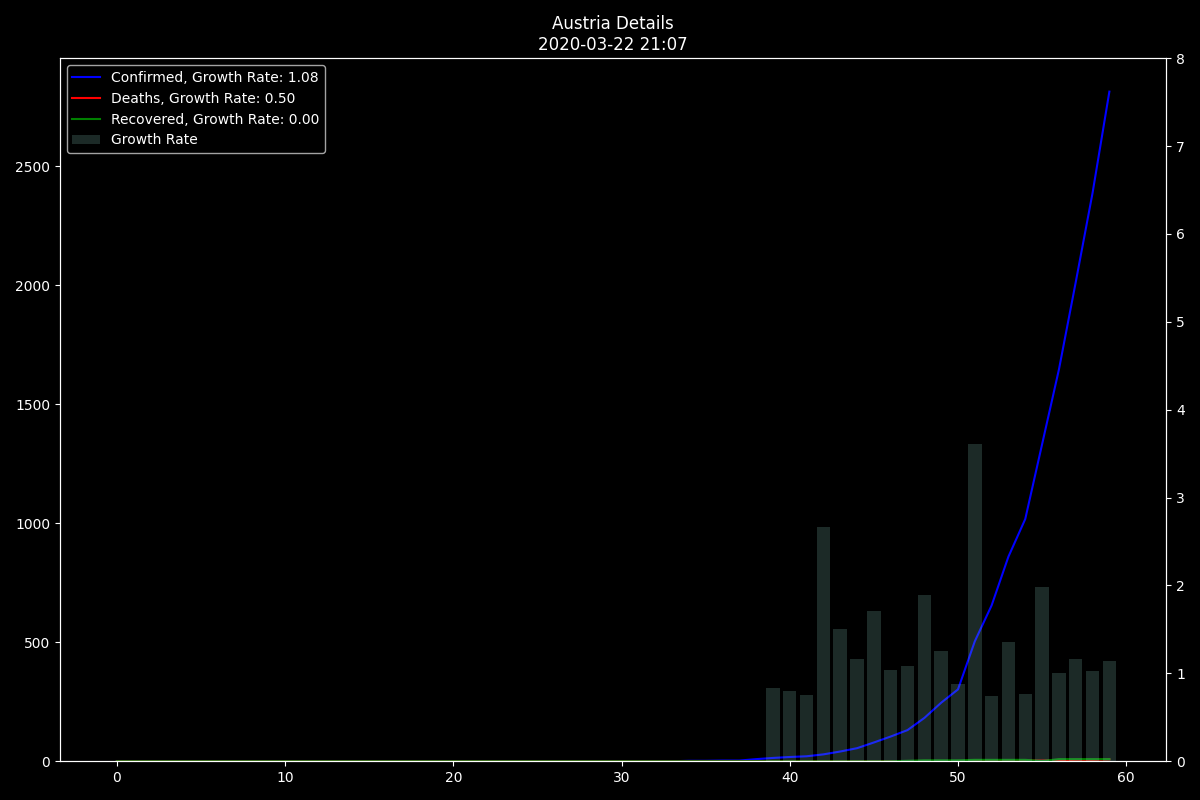 Austria Details
2020-03-22 21:07
Confirmed, Growth Rate: 1.08
Deaths, Growth Rate: 0.50
Recovered, Growth Rate: 0.00
Growth Rate
2500
2000
1500
1000
500
0
8
7
6
5
4
3
2
1
0
0 10 20 30 40 50 60